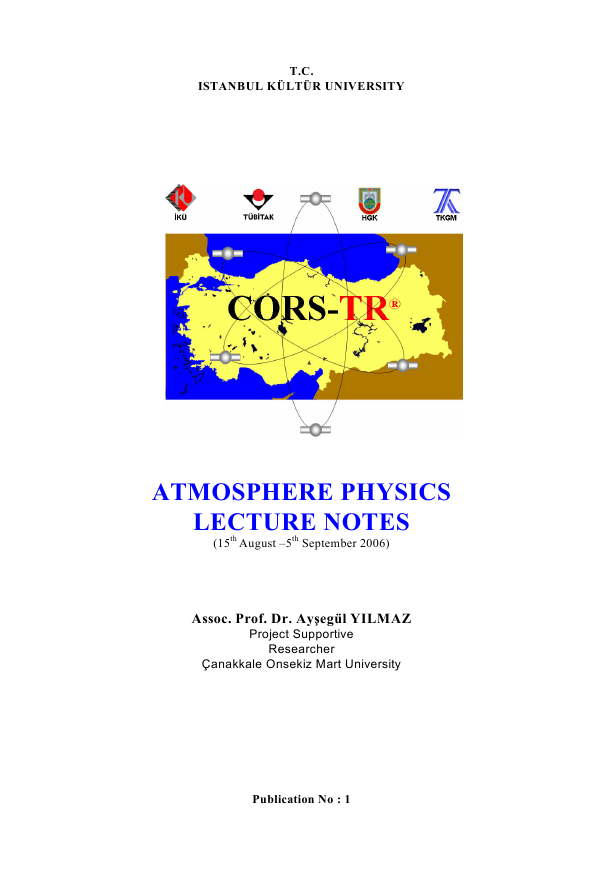 T.C.
ISTANBUL KÜLTÜR UNIVERSITY
İKÜ TÜBİTAK HGK TKGM
CORS-TR®
ATMOSPHERE PHYSICS
LECTURE NOTES
(15th August –5th September 2006)
Assoc. Prof. Dr. Ayşegül YILMAZ
Project Supportive
Researcher
Çanakkale Onsekiz Mart University
Publication No : 1